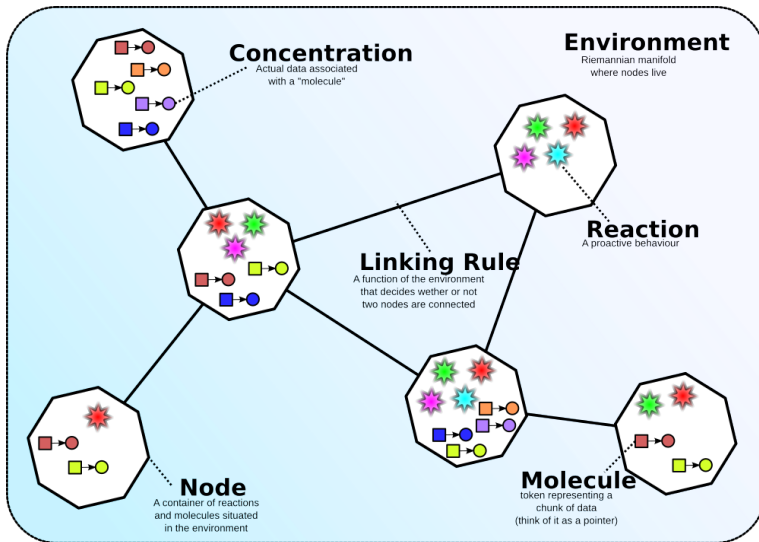 Concentration
Actual data associated
with a "molecule"
Environment
Riemannian manifold
where nodes live
Reaction
A proactive behaviour
Linking Rule
A function of the environment
that decides wether or not
two nodes are connected
Node
A container of reactions
and molecules situated
in the environment
Molecule
token representing a
chunk of data
(think of it as a pointer)